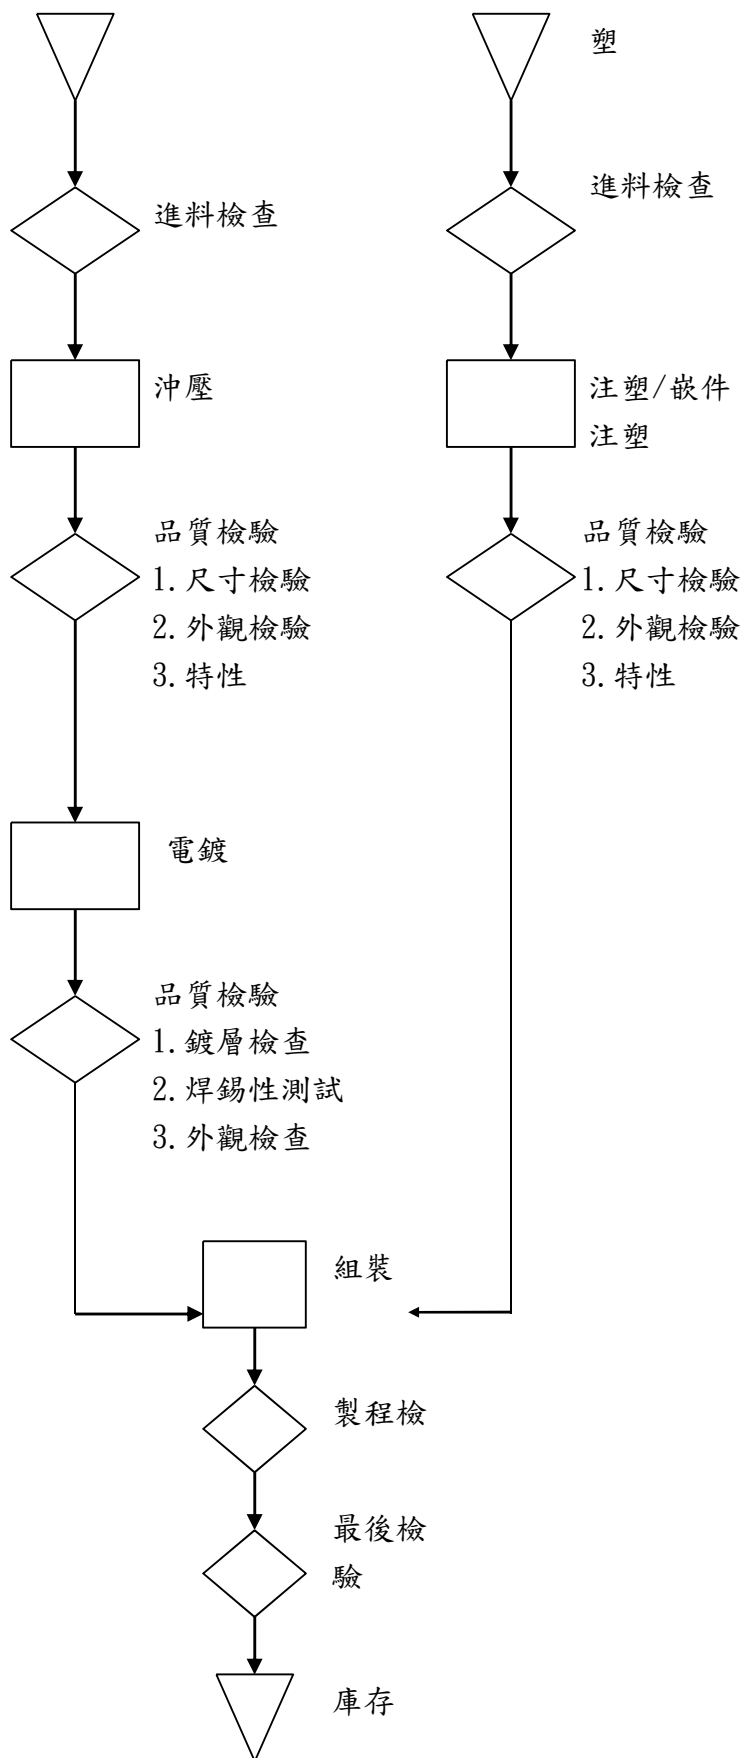 塑
進料檢查
進料檢查
沖壓
注塑/嵌件
注塑
品質檢驗
1.尺寸檢驗
2.外觀檢驗
3.特性
品質檢驗
1.尺寸檢驗
2.外觀檢驗
3.特性
電鍍
品質檢驗
1.鍍層檢查
2.焊錫性測試
3.外觀檢查
組裝
製程檢
最後檢
驗
庫存